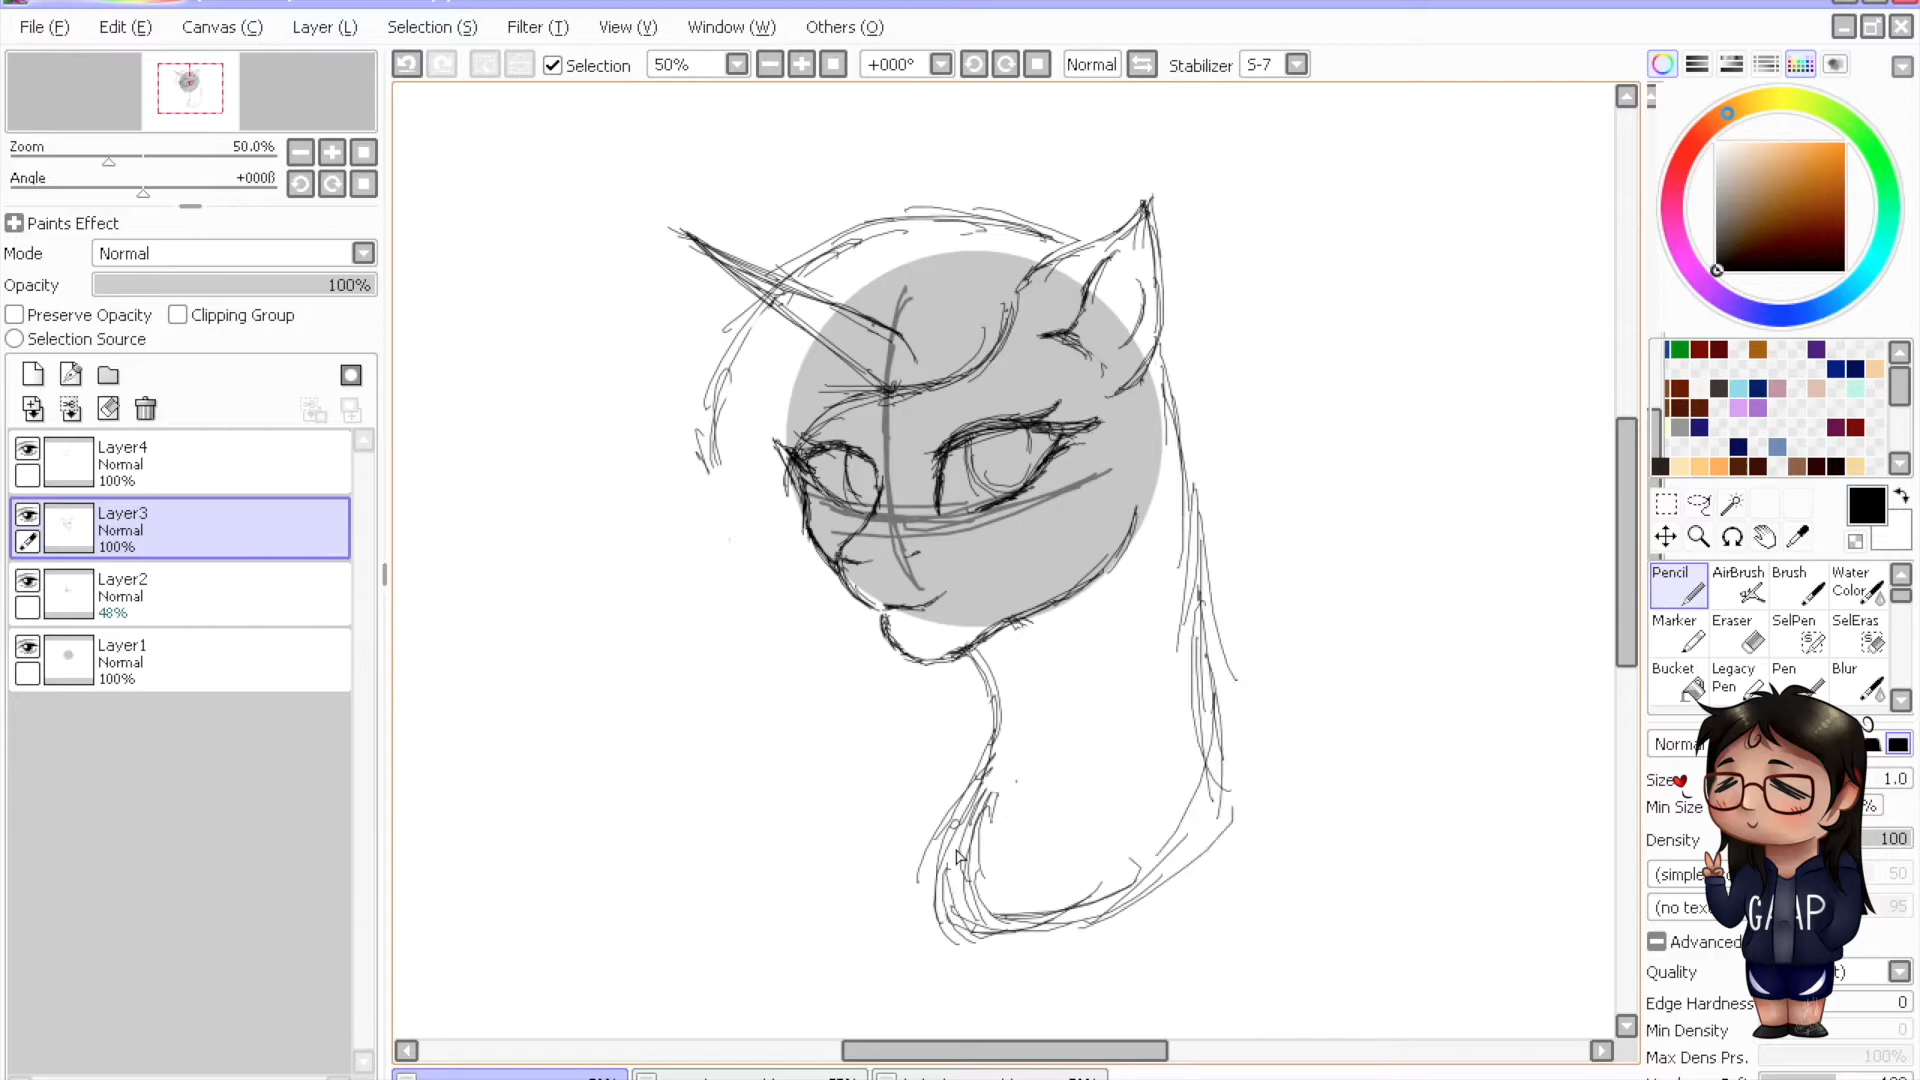 File (F) Edit (E) Canvas (C) Layer (L) Selection (S) Filter (T) View (V) Window (W) Others (O)
Selection 50% +000° Normal Stabilizer S-7
Zoom 50.0%
Angle +000ß
Paints Effect
Mode Normal
Opacity 100%
Preserve Opacity Clipping Group
Selection Source
Layer4
Normal
100%
Layer3
Normal
100%
Layer2
Normal
48%
Layer1
Normal
100%
Pencil AirBrush Brush Water Color
Marker Eraser SelPen SelEras
Bucket Legacy Pen Pen Blur
Size 1.0
Min Size %
Density 100
50
95
GAAP
Advanced
Quality
Edge Hardness 0
Min Density 0
Max Dens Prs. 100%